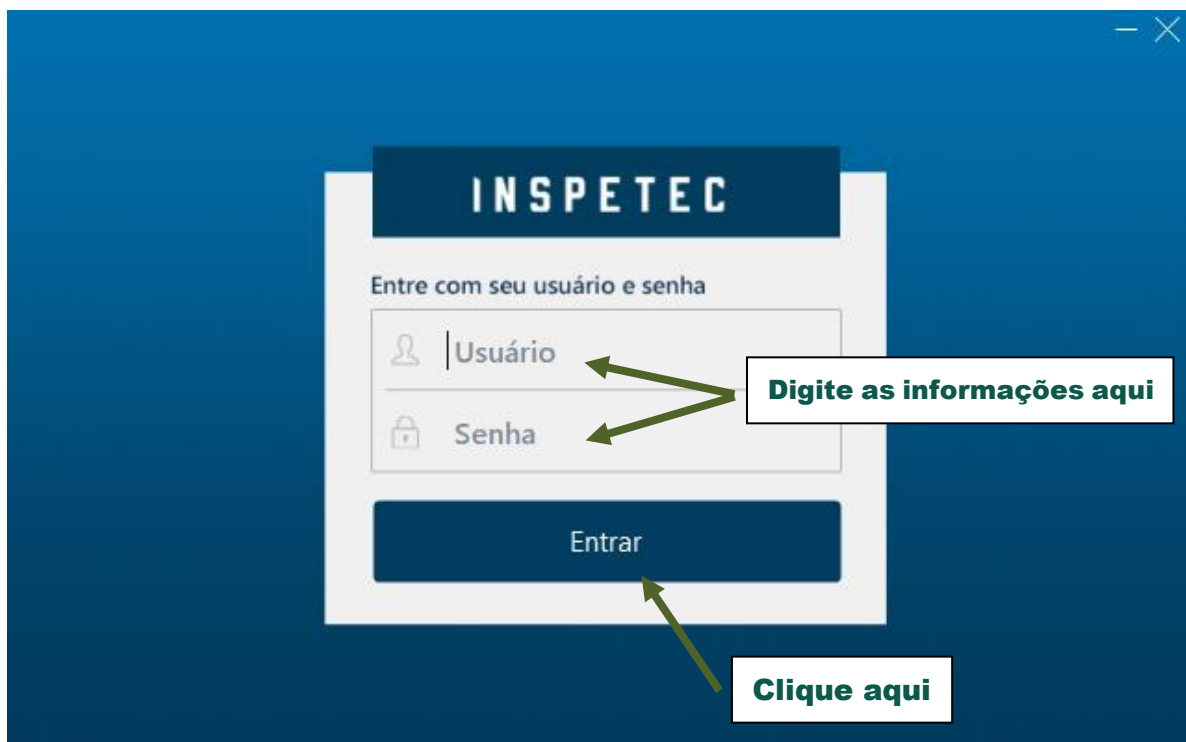 INSPETEC
Entre com seu usuário e senha
Usuário
Digite as informações aqui
Senha
Entrar
Clique aqui